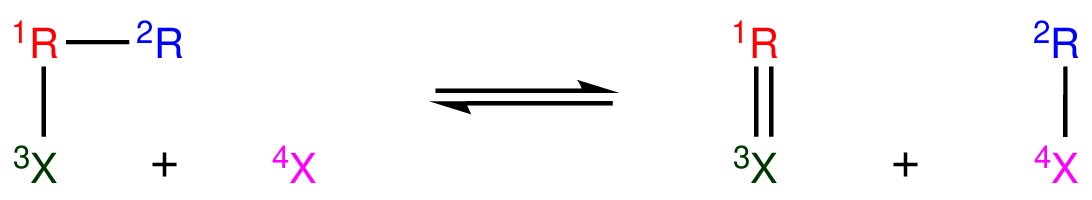 ¹R ²R ¹R ²R
³X + ⁴X ³X + ⁴X